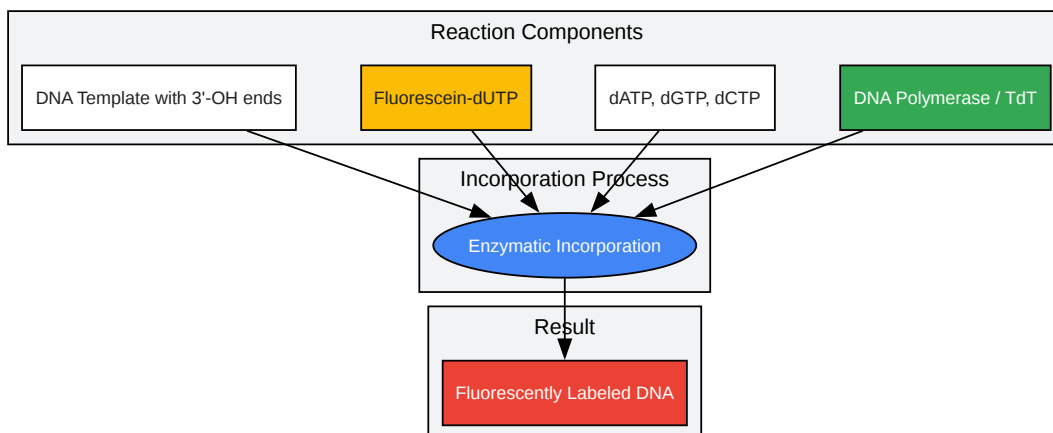 Reaction Components
DNA Template with 3'-OH ends
Fluorescein-dUTP
dATP, dGTP, dCTP
DNA Polymerase / TdT
Incorporation Process
Enzymatic Incorporation
Result
Fluorescently Labeled DNA